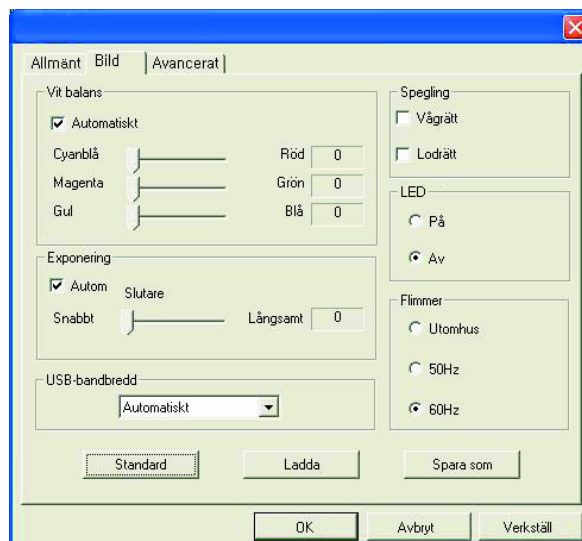 Allmänt Bild Avancerat
Vit balans
Automatiskt
Cyanblå Röd 0
Magenta Grön 0
Gul Blå 0
Exponering
Autom Slutare
Snabbt Långsamt 0
USB-bandbredd
Automatiskt
Spegling
Vågrätt
Lodrätt
LED
På
Av
Flimmer
Utomhus
50Hz
60Hz
Standard Ladda Spara som
OK Avbryt Verkställ